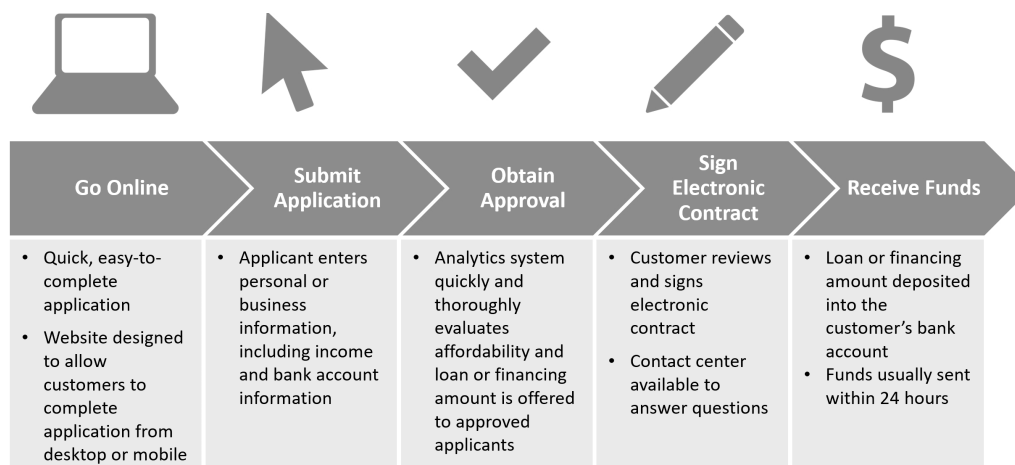 Go Online
Submit
Application
Obtain
Approval
Sign
Electronic
Contract
Receive Funds
• Quick, easy-to-
complete
application
• Website designed
to allow
customers to
complete
application from
desktop or mobile
• Applicant enters
personal or
business
information,
including income
and bank account
information
• Analytics system
quickly and
thoroughly
evaluates
affordability and
loan or financing
amount is offered
to approved
applicants
• Customer reviews
and signs
electronic
contract
• Contact center
available to
answer questions
• Loan or financing
amount deposited
into the
customer's bank
account
• Funds usually sent
within 24 hours